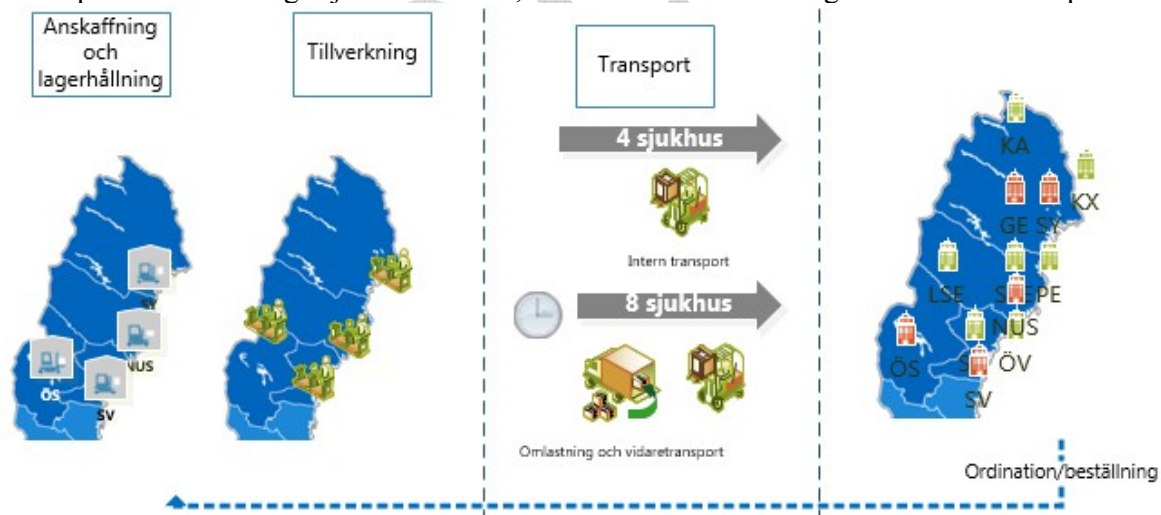 Anskaffning
och
lagerhållning
Tillverkning
Transport
4 sjukhus
Intern transport
8 sjukhus
Omlastning och vidaretransport
SY
NUS
ÖS
SV
KA
KX
GE SY
LSE
PE
NUS
ÖS
ÖV
SV
Ordination/beställning